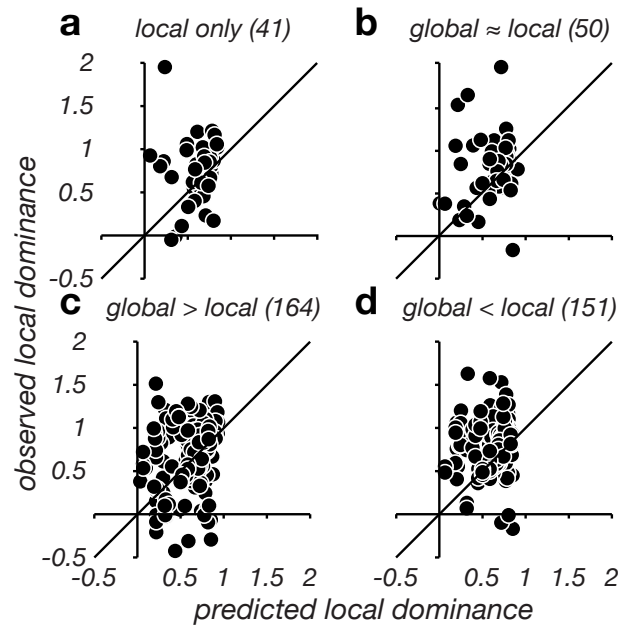 a local only (41)
b global ≈ local (50)
2
1.5
1
0.5
-0.5
c global > local (164)
d global < local (151)
2
1.5
1
0.5
-0.5
-0.5 0.5 1 1.5 2
-0.5 0.5 1 1.5 2
observed local dominance
predicted local dominance